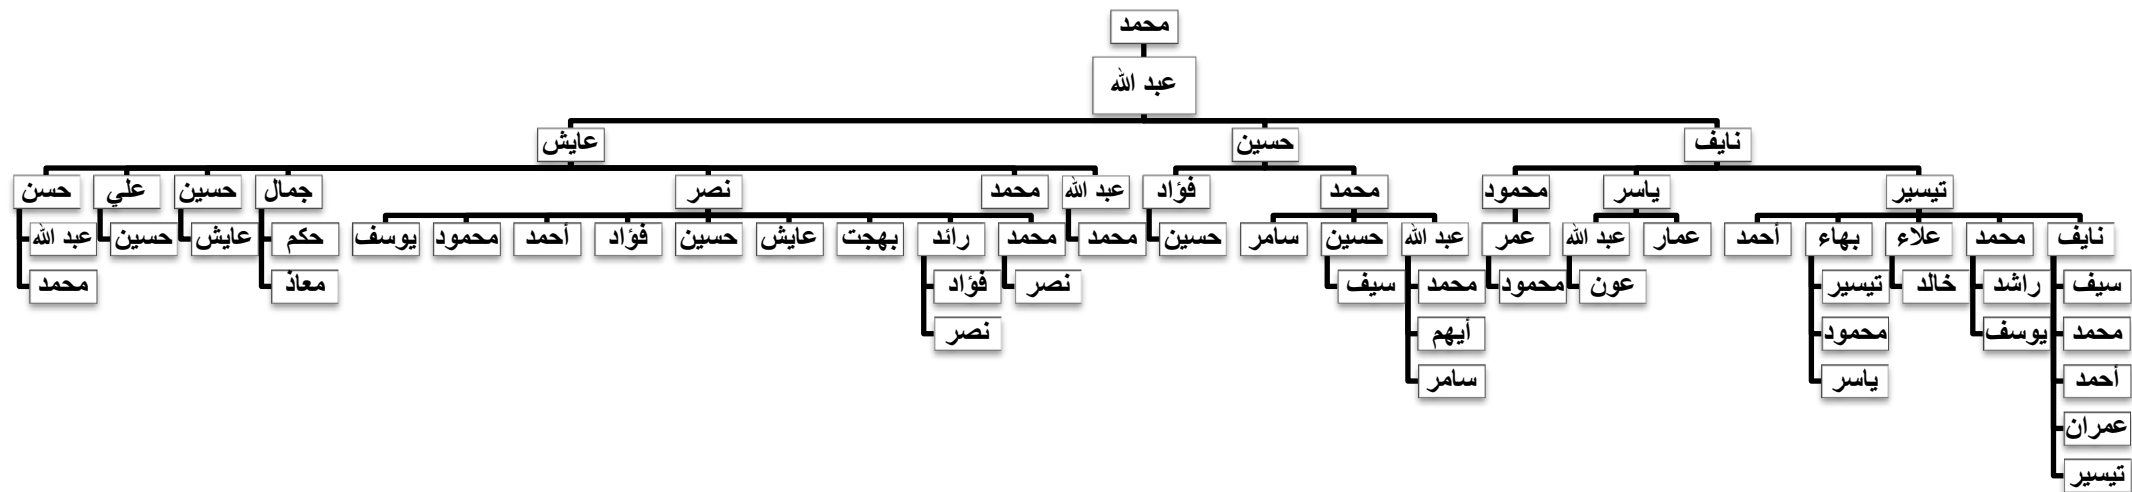 محمد
عبد الله
نايف
حسين
عايش
تيسير
ياسر
محمود
محمد
فؤاد
عبد الله
محمد
نصر
جمال
حسين
علي
حسن
نايف
محمد
علاء
بهاء
أحمد
عمار
عبد الله
عمر
عبد الله
حسين
سامر
حسين
محمد
محمد
رائد
بهجت
عايش
حسين
فؤاد
أحمد
محمود
يوسف
حكم
عايش
حسين
عبد الله
سيف
راشد
خالد
تيسير
عون
محمود
محمد
سيف
نصر
فؤاد
معاذ
محمد
محمد
يوسف
محمود
أيهم
نصر
أحمد
ياسر
سامر
عمران
تيسير